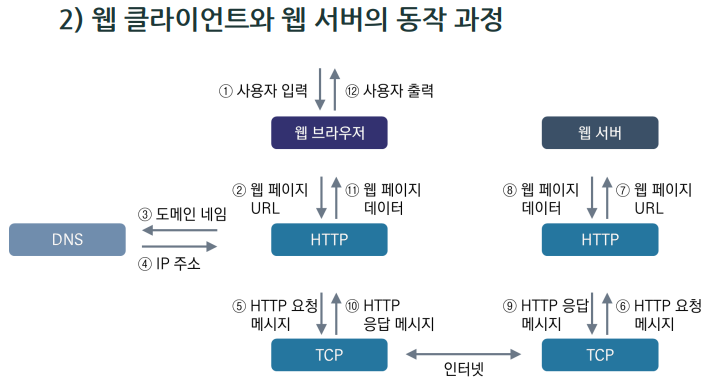 2) 웹 클라이언트와 웹 서버의 동작 과정
① 사용자 입력
⑫ 사용자 출력
웹 브라우저
웹 서버
② 웹 페이지
URL
⑪ 웹 페이지
데이터
⑧ 웹 페이지
데이터
⑦ 웹 페이지
URL
③ 도메인 네임
DNS
HTTP
HTTP
④ IP 주소
⑤ HTTP 요청
메시지
⑩ HTTP
응답 메시지
⑨ HTTP 응답
메시지
⑥ HTTP 요청
메시지
TCP
TCP
인터넷